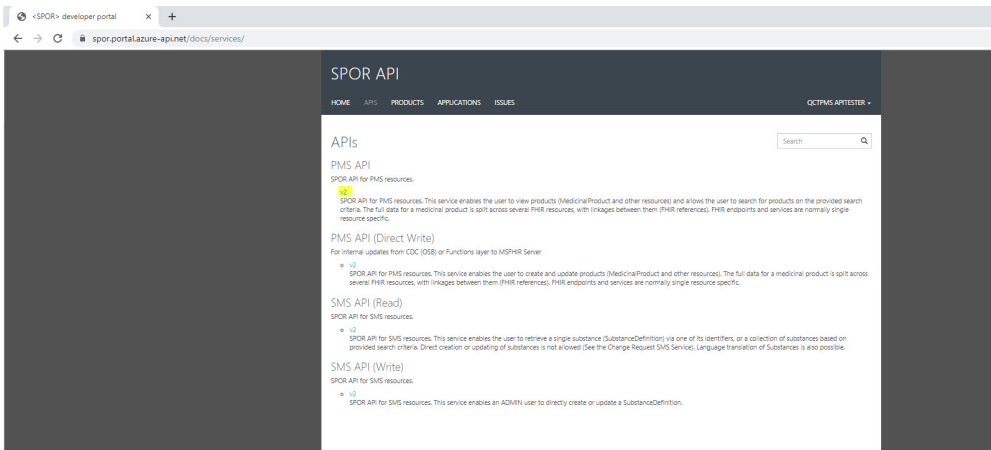 <SPOR> developer portal
spor.portal.azure-api.net/docs/services/
SPOR API
HOME APIS PRODUCTS APPLICATIONS ISSUES QCTPMS APITESTER
APIs
Search
PMS API
SPOR API for PMS resources.
v2
SPOR API for PMS resources. This service enables the user to view products (MedicinalProduct and other resources) and allows the user to search for products on the provided search
criteria. The full data for a medicinal product is split across several FHIR resources, with linkages between them (FHIR references). FHIR endpoints and services are normally single
resource specific.
PMS API (Direct Write)
For internal updates from CDC (OSB) or Functions layer to MSFHIR Server
v2
SPOR API for PMS resources. This service enables the user to create and update products (MedicinalProduct and other resources). The full data for a medicinal product is split across
several FHIR resources, with linkages between them (FHIR references). FHIR endpoints and services are normally single resource specific.
SMS API (Read)
SPOR API for SMS resources.
v2
SPOR API for SMS resources. This service enables the user to retrieve a single substance (SubstanceDefinition) via one of its identifiers, or a collection of substances based on
provided search criteria. Direct creation or updating of substances is not allowed (See the Change Request SMS Service). Language translation of Substances is also possible.
SMS API (Write)
SPOR API for SMS resources.
v2
SPOR API for SMS resources. This service enables an ADMIN user to directly create or update a SubstanceDefinition.